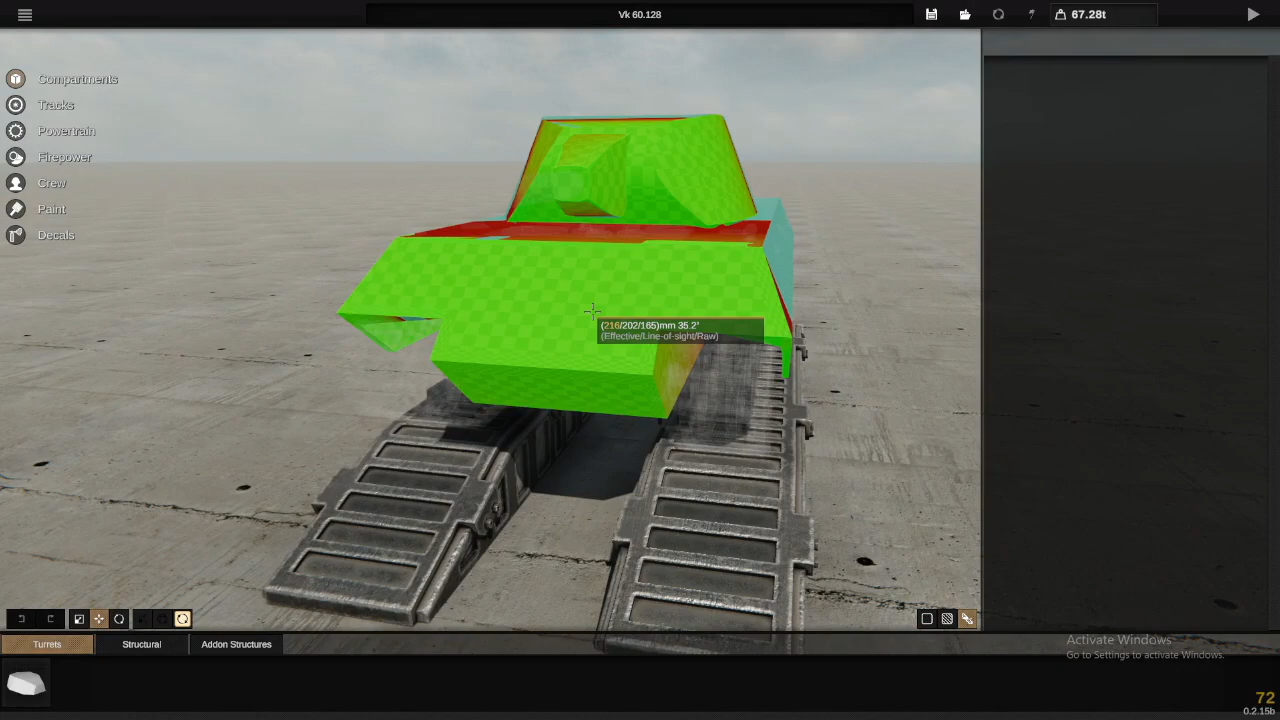 Vk 60.128
67.28t
Compartments
Tracks
Powertrain
Firepower
Crew
Paint
Decals
(216/202/165)mm 35.2°
(Effective/Line-of-sight/Raw)
Turrets
Structural
Addon Structures
Activate Windows
Go to Settings to activate Windows.
72
0.2.15b